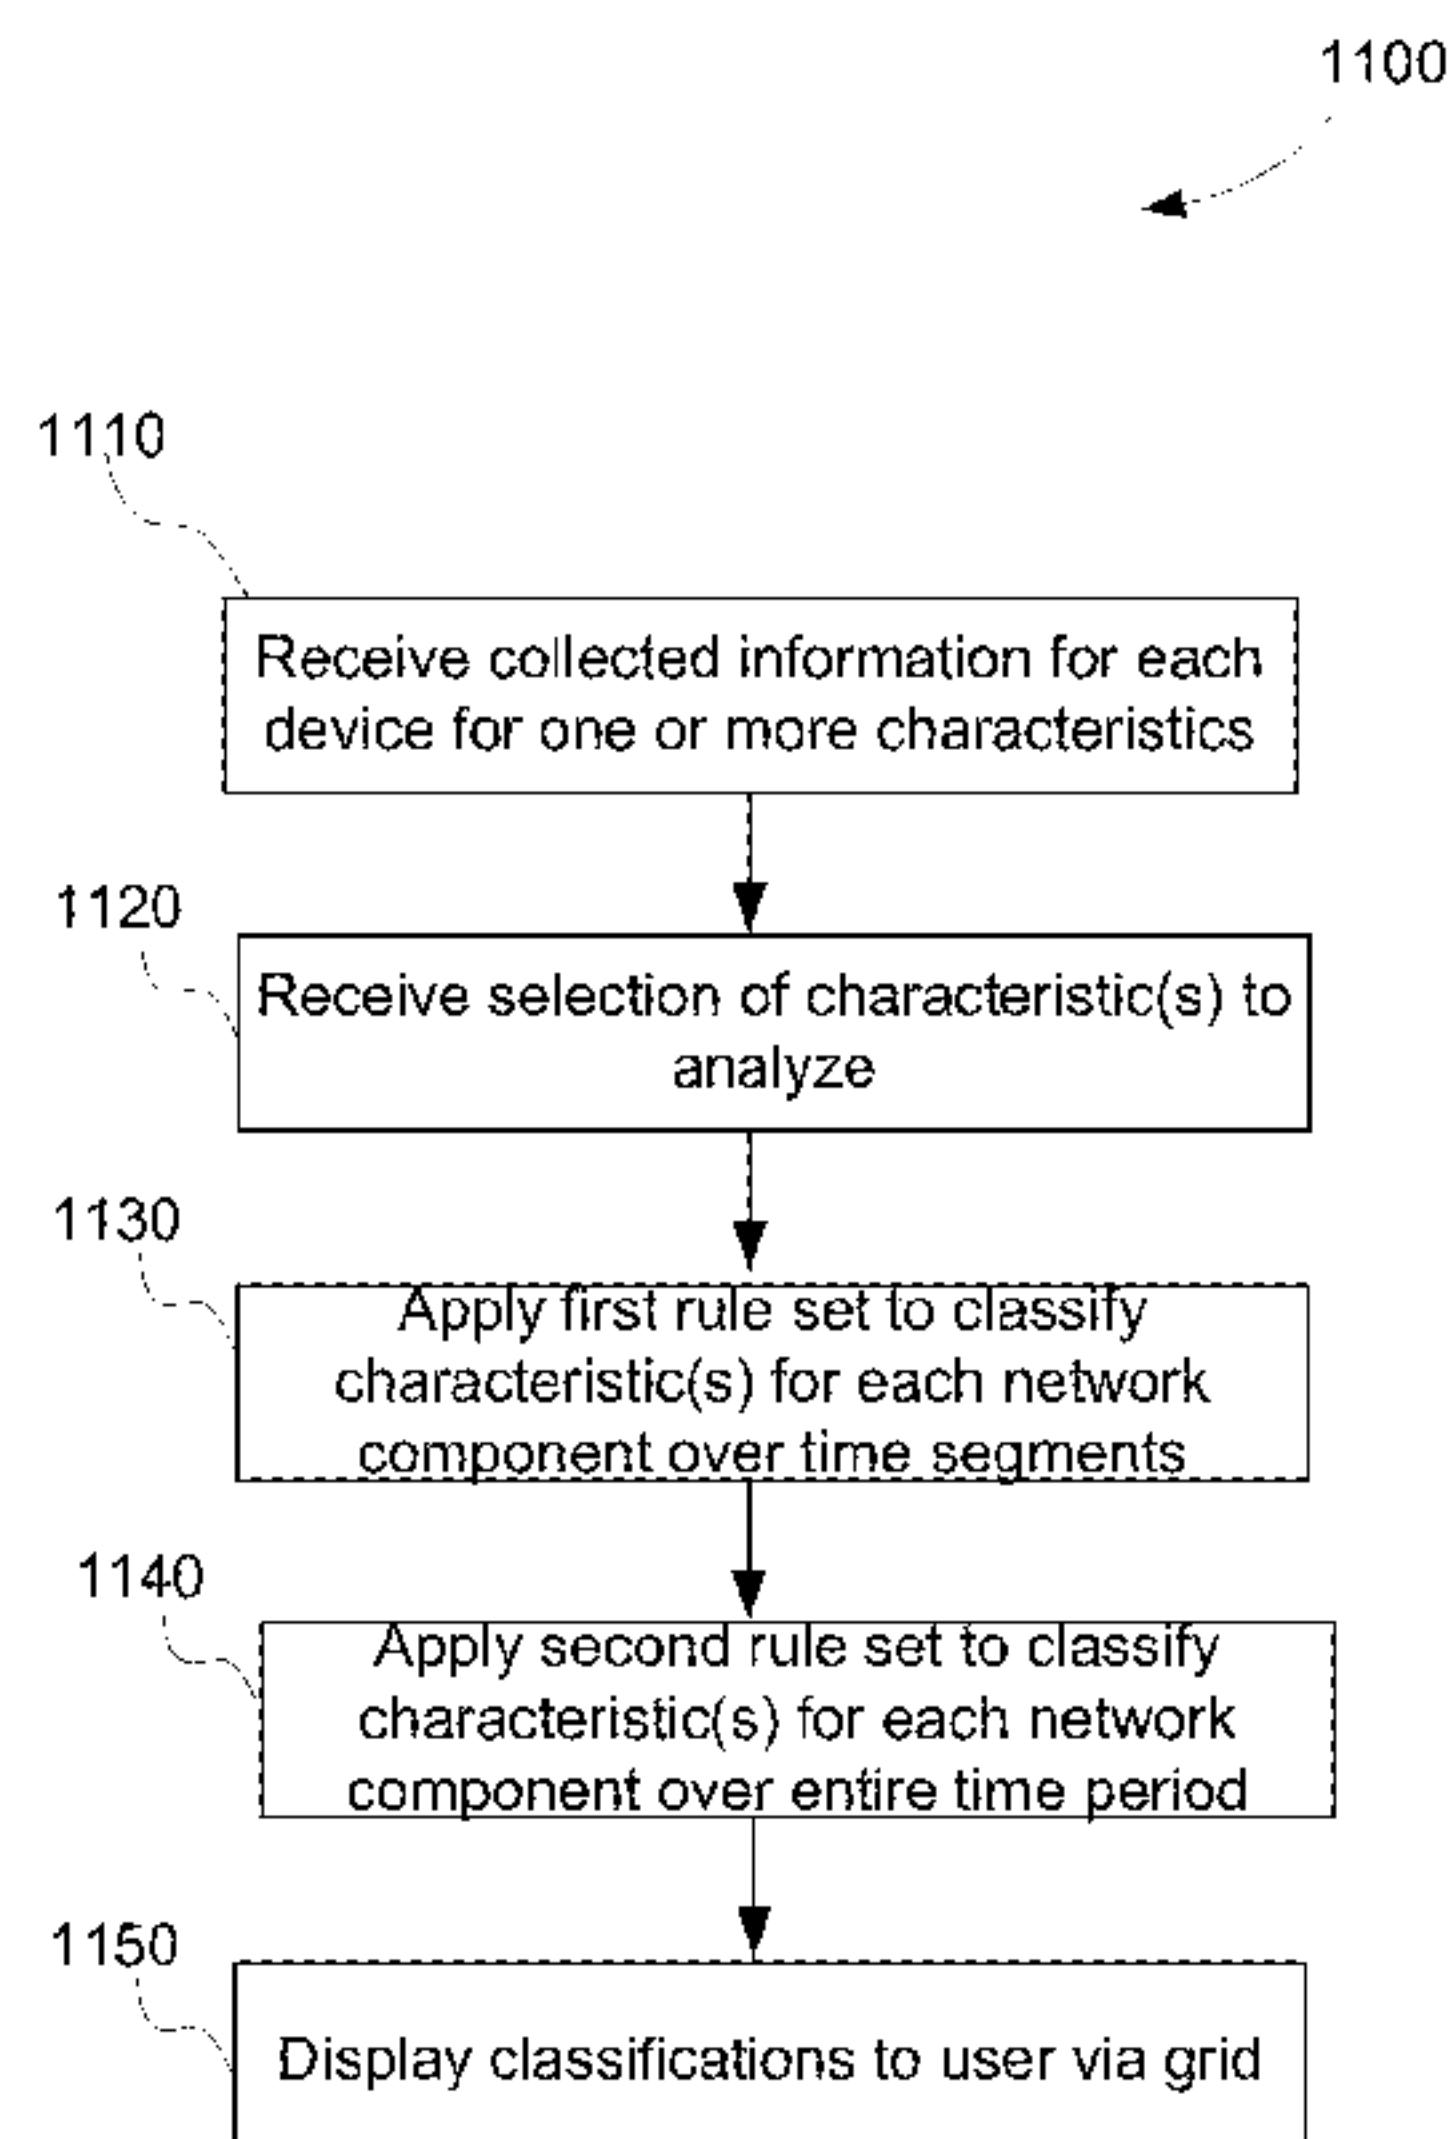 1100
1110
Receive collected information for each
device for one or more characteristics
1120
Receive selection of characteristic(s) to
analyze
1130
Apply first rule set to classify
characteristic(s) for each network
component over time segments
1140
Apply second rule set to classify
characteristic(s) for each network
component over entire time period
1150
Display classifications to user via grid